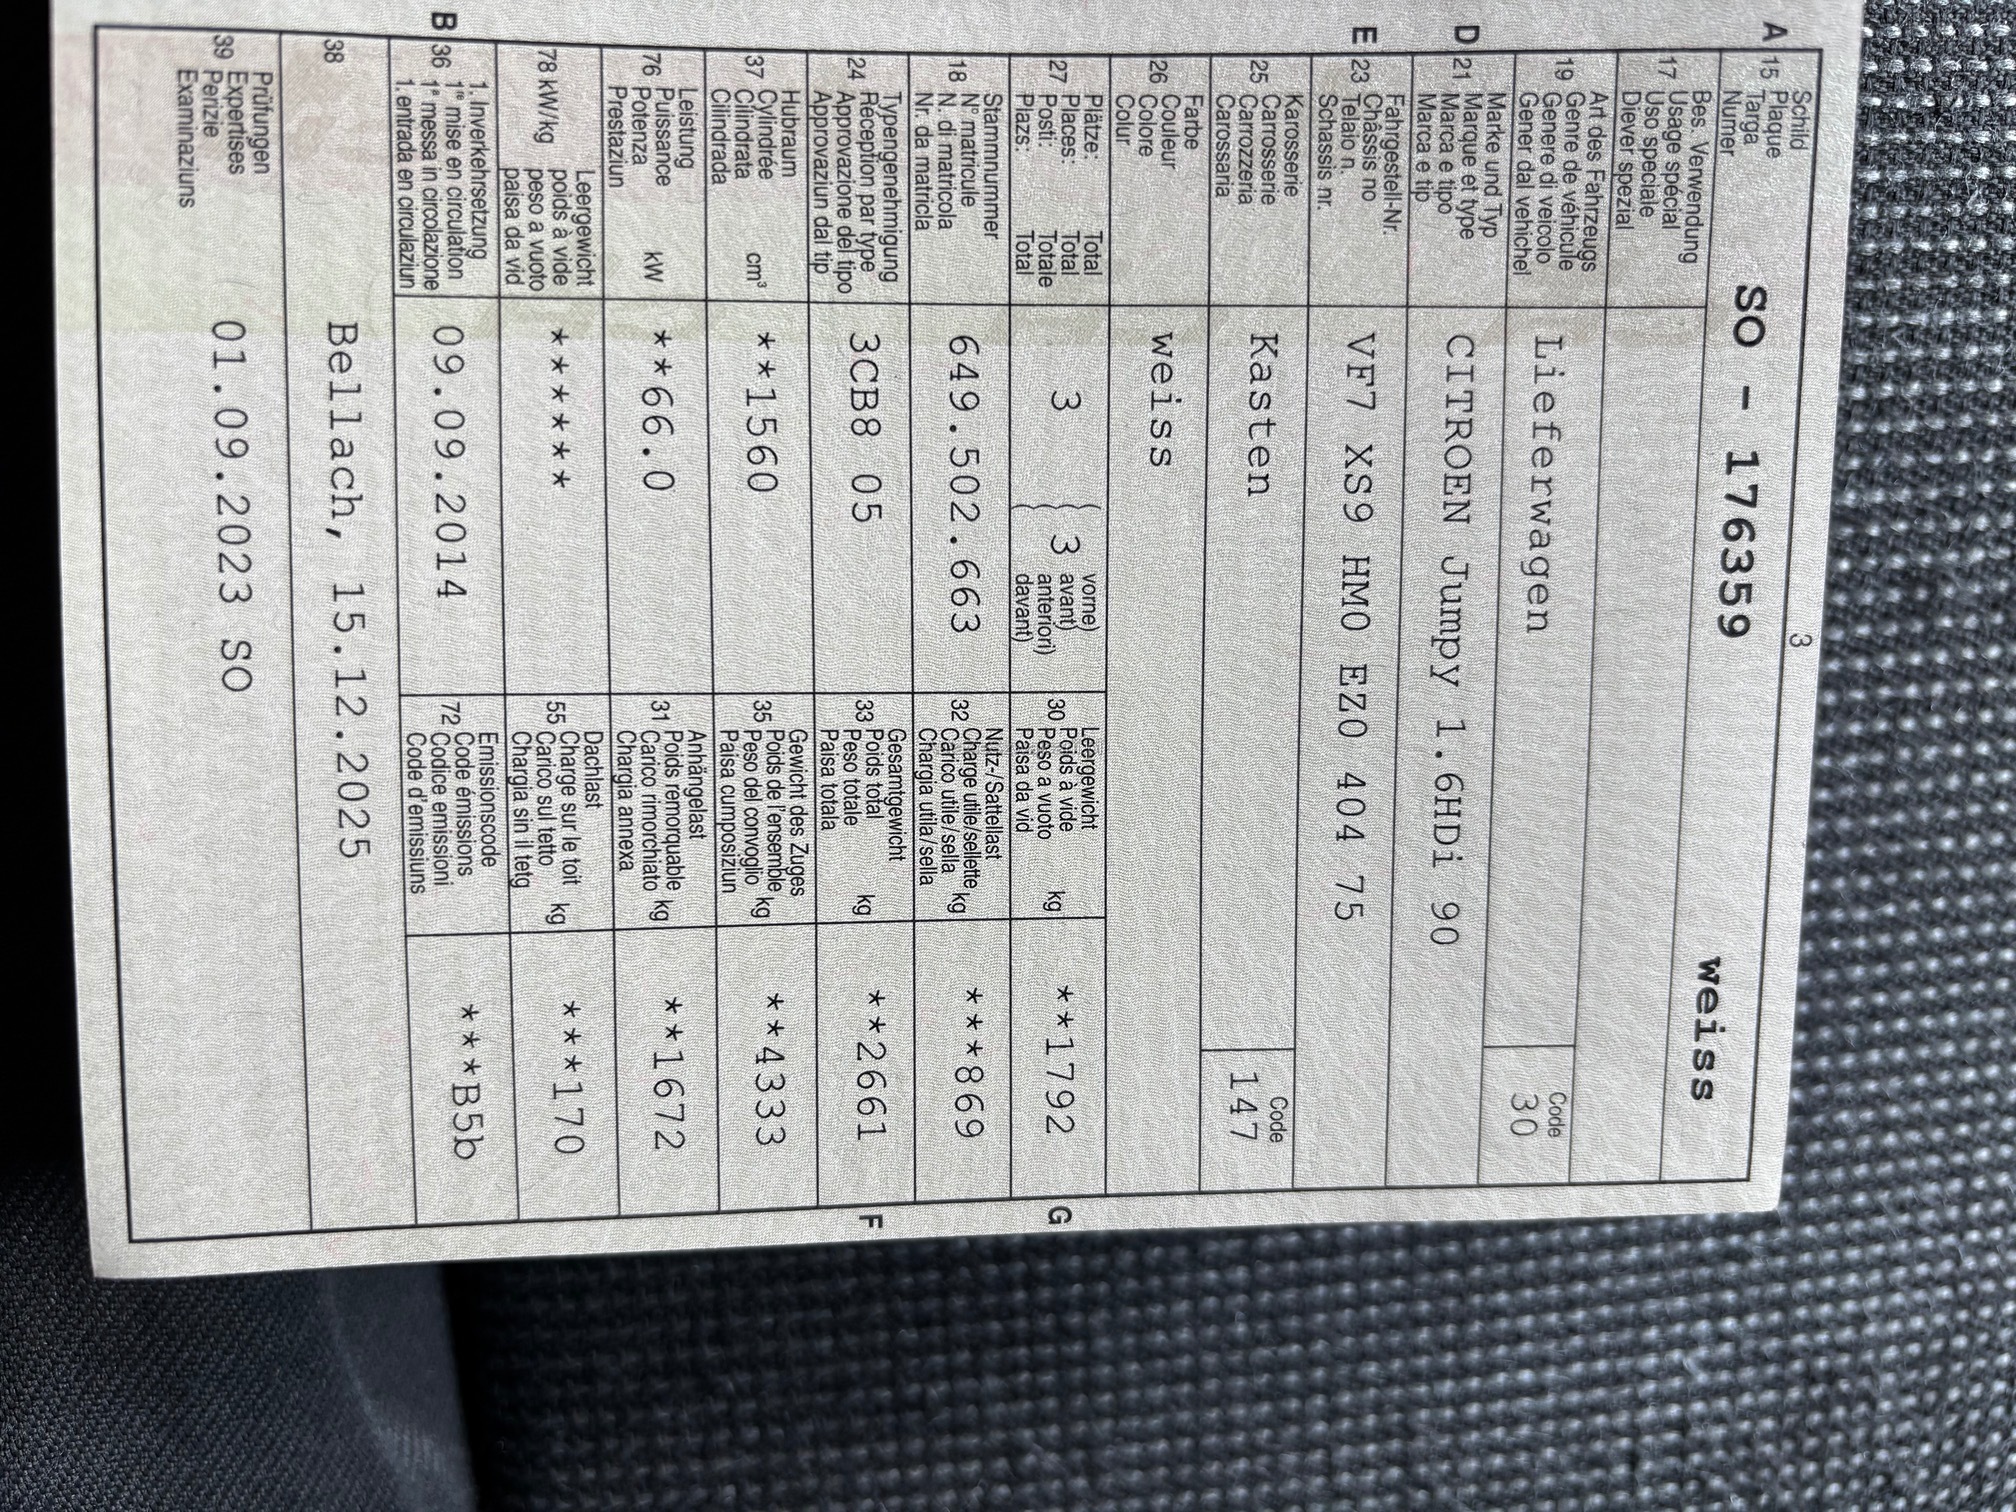 3
A 15 Schild
Plaque
Targa
Numer
SO - 176359
weiss
17 Bes. Verwendung
Usage spécial
Uso speciale
Diever spezial
19 Art des Fahrzeugs
Genre de véhicule
Genere di veicolo
Gener dal vehichel
Lieferwagen
Code
30
D 21 Marke und Typ
Marque et type
Marca e tipo
Marca e tip
CITROEN Jumpy 1.6HDi 90
E 23 Fahrgestell-Nr.
Châssis no
Telaio n.
Schassis nr.
VF7 XS9 HM0 EZ0 404 75
25 Karosserie
Carrosserie
Carrozzeria
Carossaria
Kasten
Code
147
26 Farbe
Couleur
Colore
Colur
weiss
27 Plätze: Total
Places: Total
Posti: Totale
Plazs: Total
3 ( 3 vorne)
avant)
anteriori)
davant)
30 Leergewicht
Poids à vide
Peso a vuoto kg
Paisa da vid
**1792
G
18 Stammnummer
N° matricule
N. di matricola
Nr. da matricla
649.502.663
32 Nutz-/Sattellast
Charge utile/sellette kg
Carico utile/sella
Chargia utila/sella
***869
24 Typengenehmigung
Réception par type
Approvazione del tipo
Approvaziun dal tip
3CB8 05
33 Gesamtgewicht
Poids total
Peso totale kg
Paisa totala
**2661
F
37 Hubraum
Cylindrée
Cilindrata cm³
Cilindrada
**1560
35 Gewicht des Zuges
Poids de l'ensemble kg
Peso del convoglio
Paisa cumposiziun
**4333
76 Leistung
Puissance
Potenza kW
Prestaziun
**66.0
31 Anhängelast
Poids remorquable kg
Carico rimorchiato
Chargia annexa
**1672
78 kW/kg Leergewicht
poids à vide
peso a vuoto
paisa da vid
******
55 Dachlast
Charge sur le toit kg
Carico sul tetto
Chargia sin il tetg
***170
B 36 1. Inverkehrsetzung
1re mise en circulation
1a messa in circolazione
1. entrada en circulaziun
09.09.2014
72 Emissionscode
Code émissions
Codice emissioni
Code d'emissiuns
***B5b
38
Bellach, 15.12.2025
39 Prüfungen
Expertises
Perizie
Examinaziuns
01.09.2023 SO